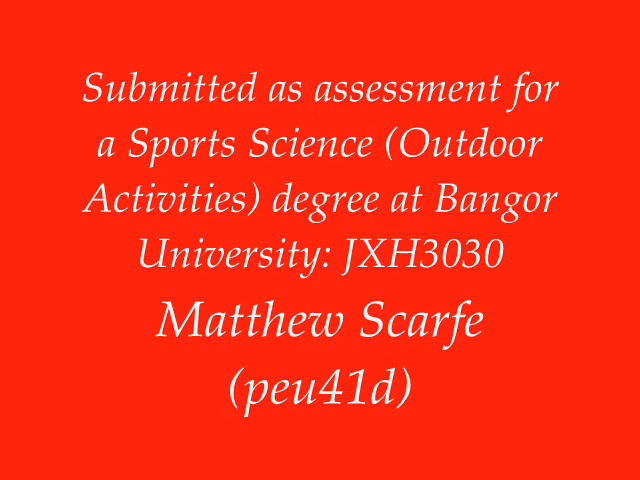 Submitted as assessment for
a Sports Science (Outdoor
Activities) degree at Bangor
University: JXH3030
Matthew Scarfe
(peu41d)